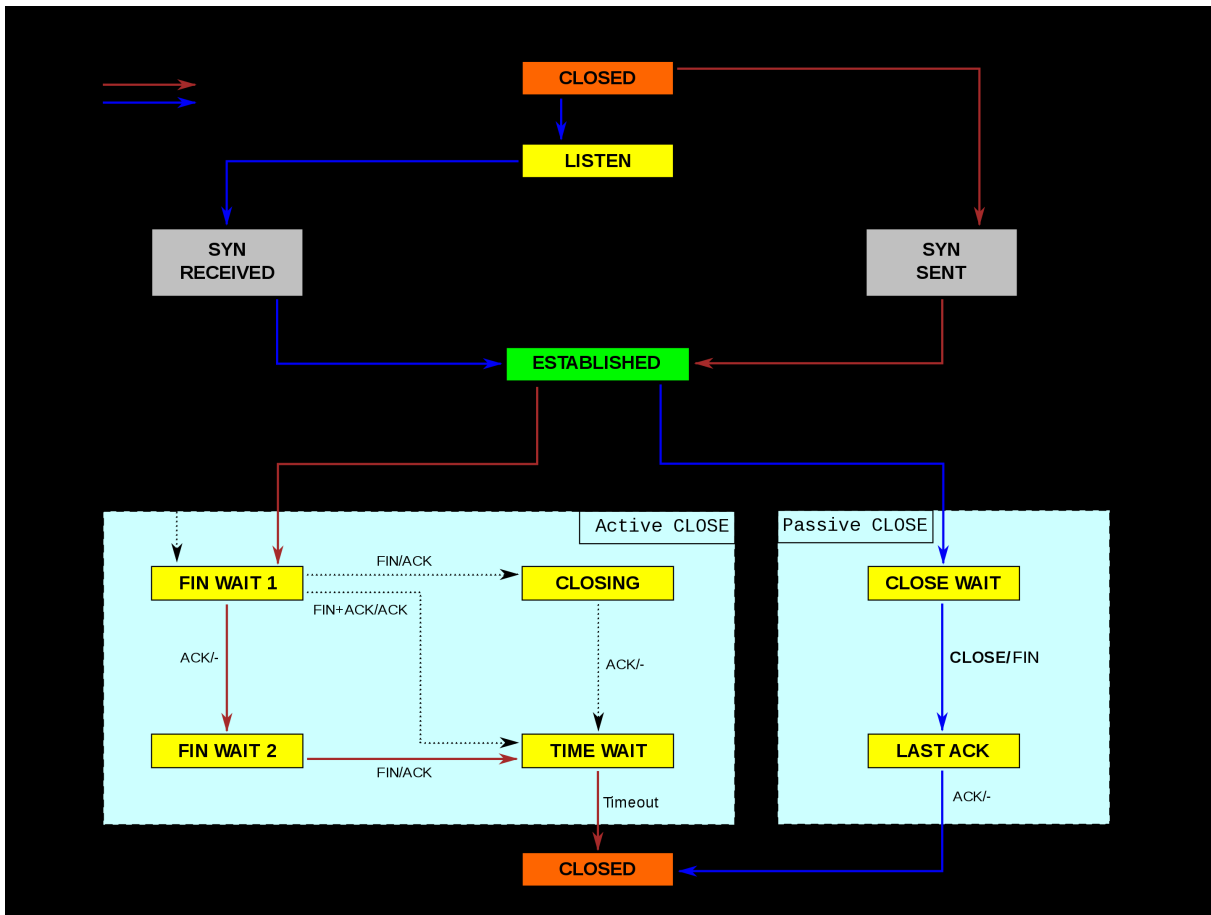 CLOSED
LISTEN
SYN
RECEIVED
SYN
SENT
ESTABLISHED
Active CLOSE
Passive CLOSE
FIN WAIT 1
FIN/ACK
CLOSING
CLOSE WAIT
FIN+ACK/ACK
ACK/-
ACK/-
CLOSE/FIN
FIN WAIT 2
TIME WAIT
LAST ACK
FIN/ACK
Timeout
ACK/-
CLOSED